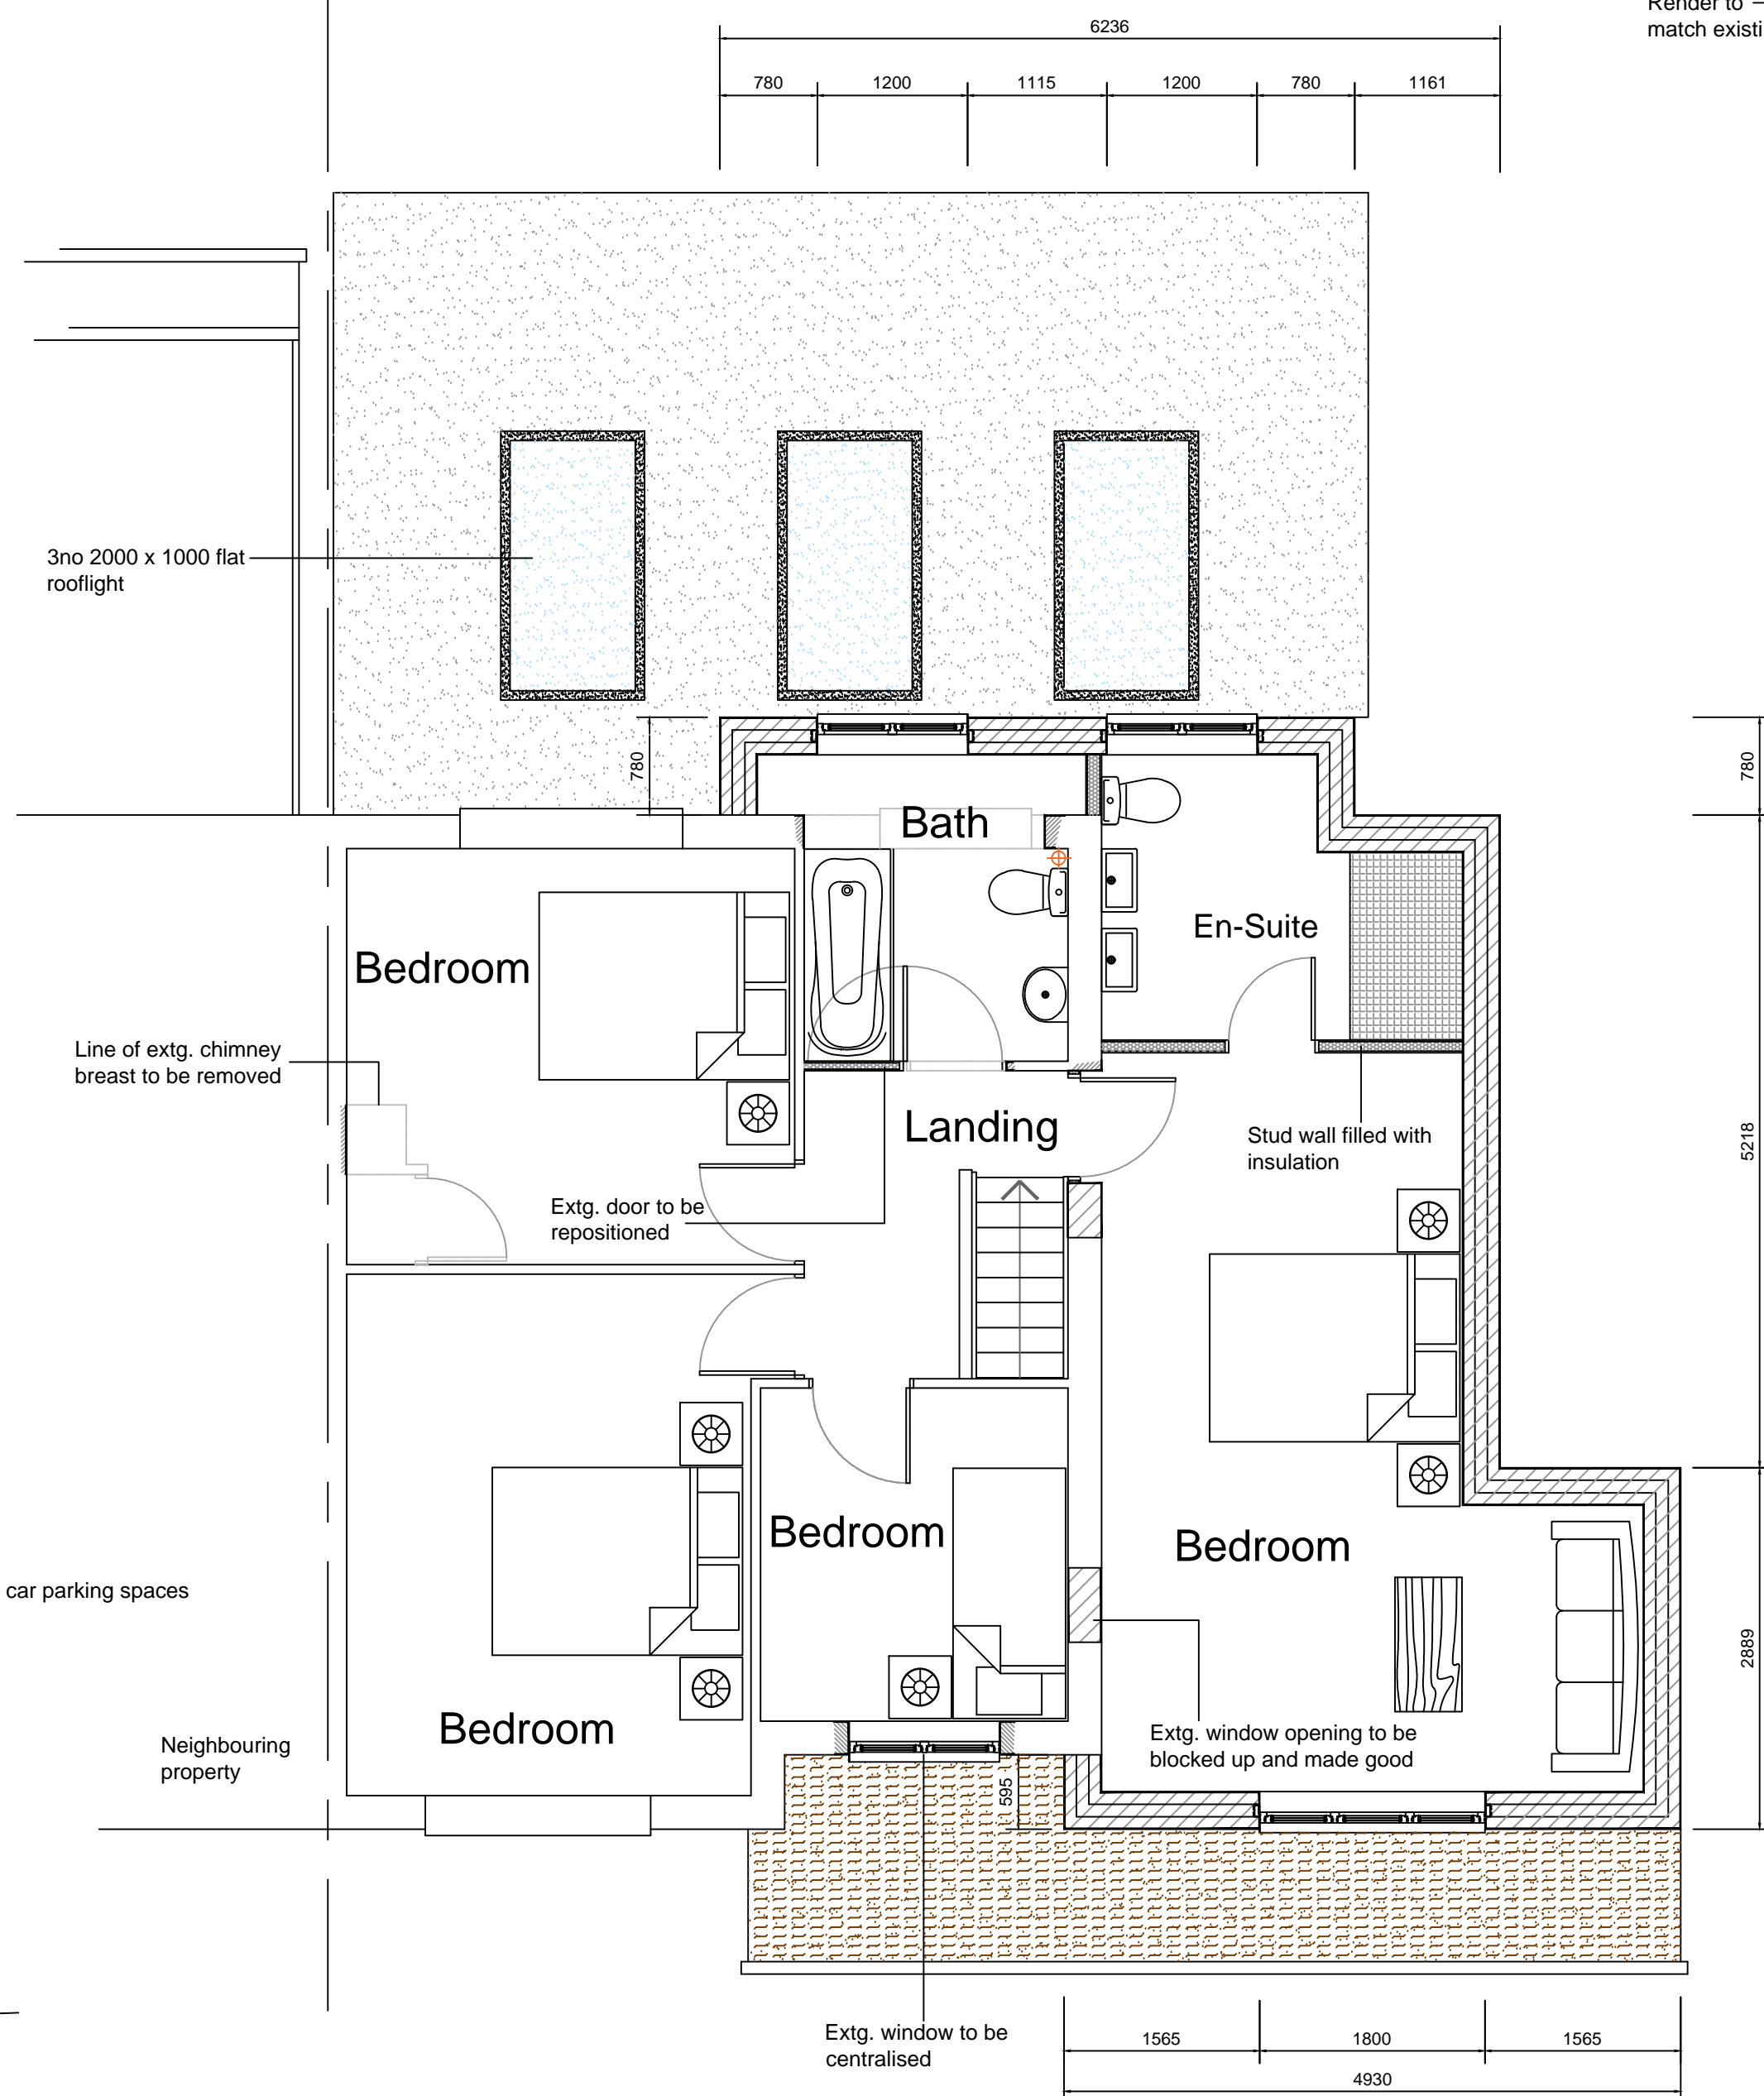 Render to
match existi
6236
780
1200
1115
1200
780
1161
3no 2000 x 1000 flat
rooflight
780
780
Bath
En-Suite
Bedroom
Line of extg. chimney
breast to be removed
Landing
Stud wall filled with
insulation
5218
Extg. door to be
repositioned
Bedroom
Bedroom
car parking spaces
2889
Bedroom
Neighbouring
property
Extg. window opening to be
blocked up and made good
595
Extg. window to be
centralised
1565
1800
1565
4930